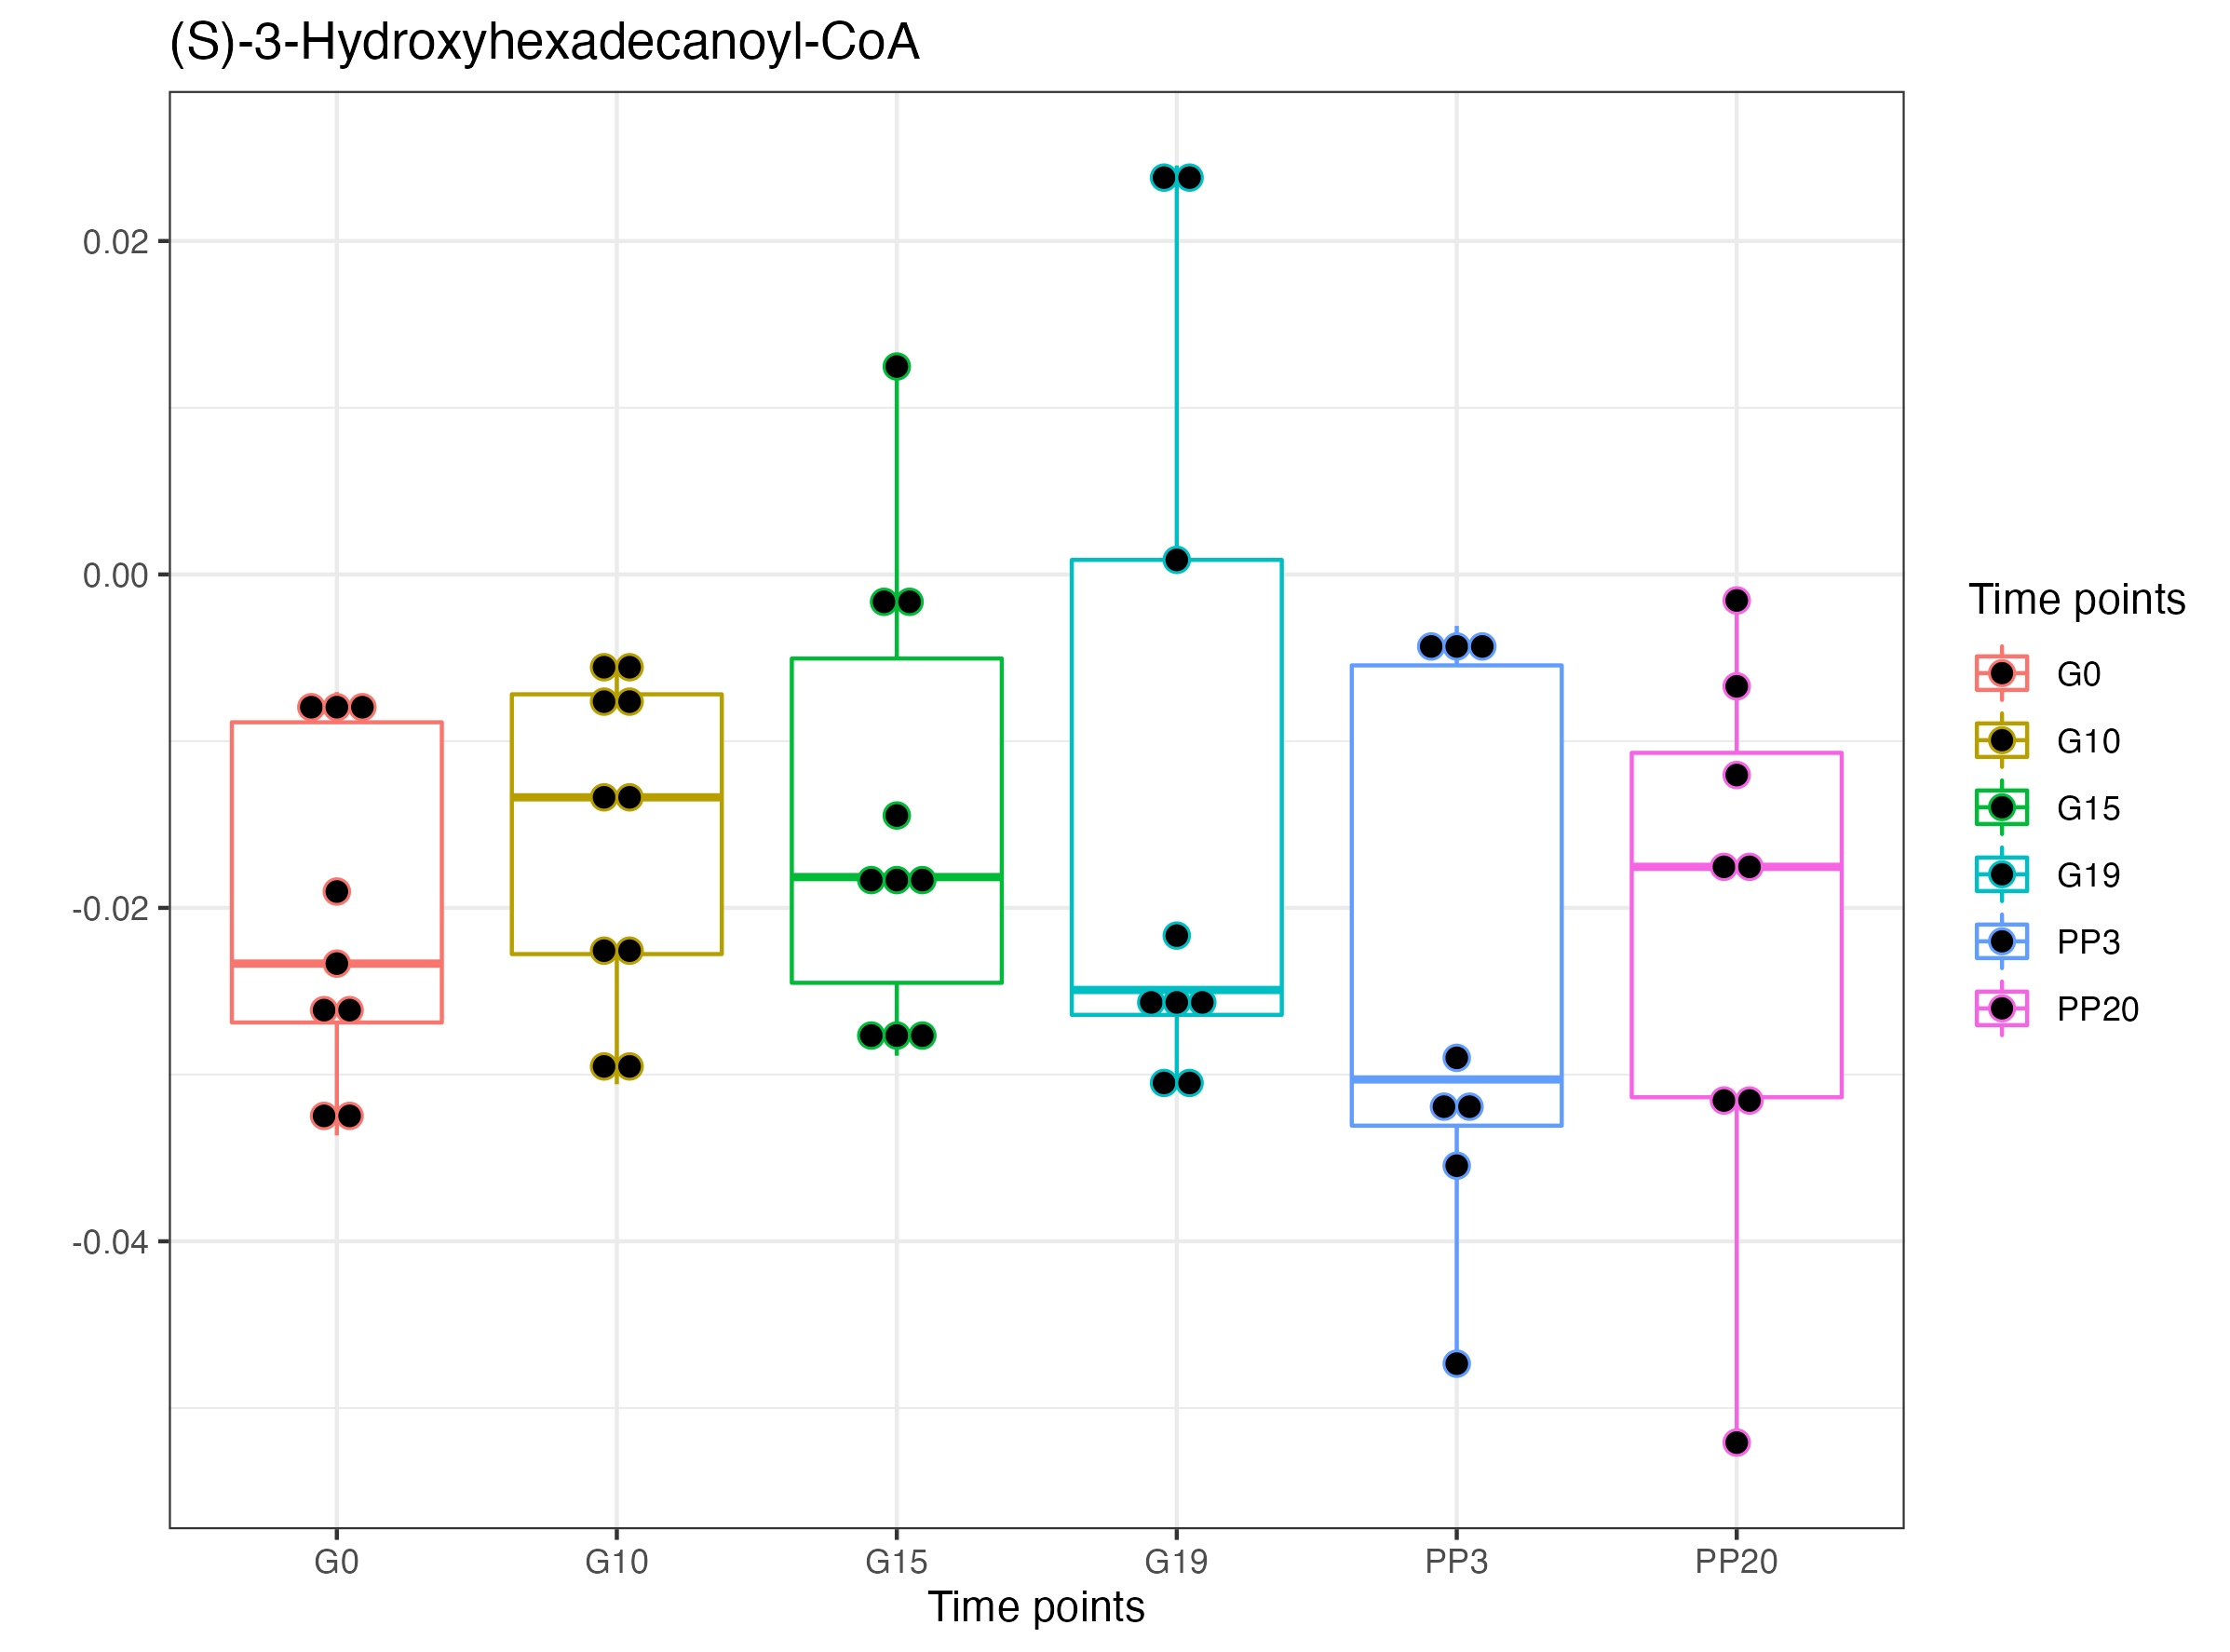 (S)-3-Hydroxyhexadecanoyl-CoA
0.02
0.00
-0.02
-0.04
G0 G10 G15 G19 PP3 PP20
Time points
Time points
G0
G10
G15
G19
PP3
PP20